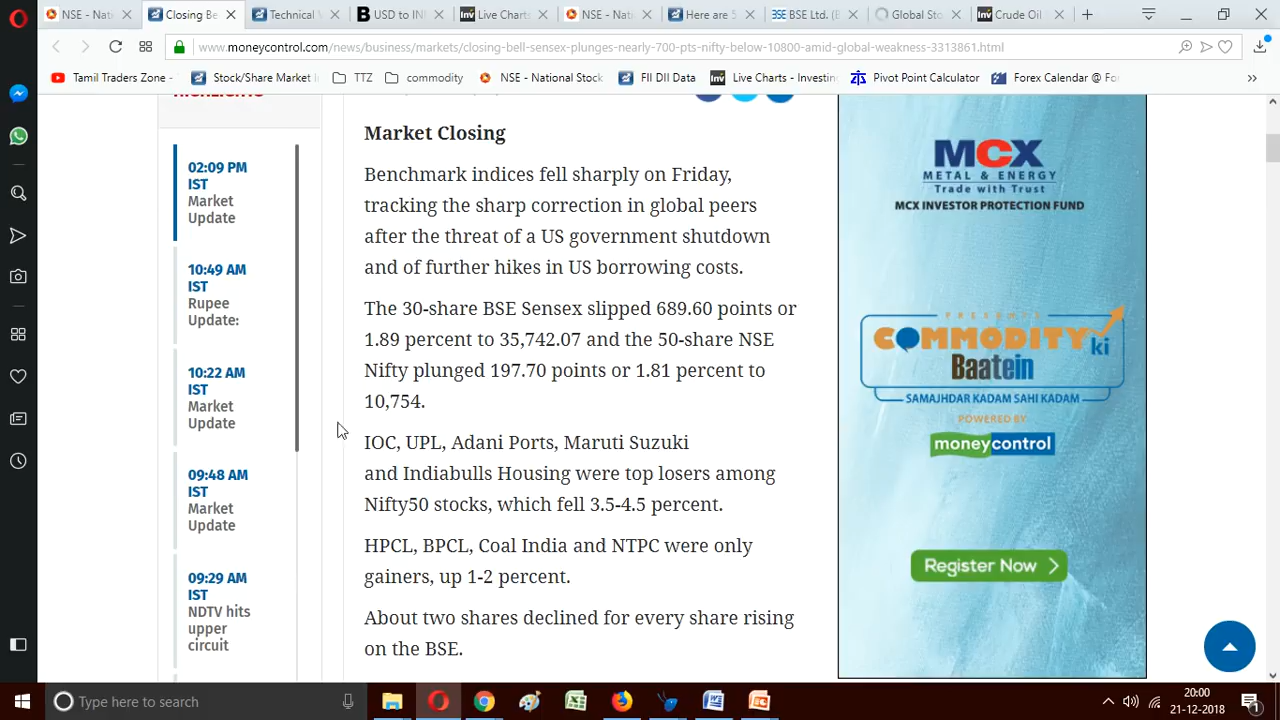 NSE - Nat
Closing Be
Technical
USD to IN
Live Charts
NSE - Nat
Here are 5
BSE Ltd. (B
Global Sto
Crude Oil
www.moneycontrol.com/news/business/markets/closing-bell-sensex-plunges-nearly-700-pts-nifty-below-10800-amid-global-weakness-3313861.html
Tamil Traders Zone -
Stock/Share Market I
TTZ
commodity
NSE - National Stock
FII DII Data
Live Charts - Investin
Pivot Point Calculator
Forex Calendar @ Fo
HIGHLIGHTS
02:09 PM
IST
Market
Update
10:49 AM
IST
Rupee
Update:
10:22 AM
IST
Market
Update
09:48 AM
IST
Market
Update
09:29 AM
IST
NDTV hits
upper
circuit
Market Closing
Benchmark indices fell sharply on Friday,
tracking the sharp correction in global peers
after the threat of a US government shutdown
and of further hikes in US borrowing costs.
The 30-share BSE Sensex slipped 689.60 points or
1.89 percent to 35,742.07 and the 50-share NSE
Nifty plunged 197.70 points or 1.81 percent to
10,754.
IOC, UPL, Adani Ports, Maruti Suzuki
and Indiabulls Housing were top losers among
Nifty50 stocks, which fell 3.5-4.5 percent.
HPCL, BPCL, Coal India and NTPC were only
gainers, up 1-2 percent.
About two shares declined for every share rising
on the BSE.
MCX
METAL & ENERGY
Trade with Trust
MCX INVESTOR PROTECTION FUND
PRESENTS
COMMODITY ki
Baatein
SAMAJHDAR KADAM SAHI KADAM
POWERED BY
moneycontrol
Register Now
Type here to search
20:00
21-12-2018